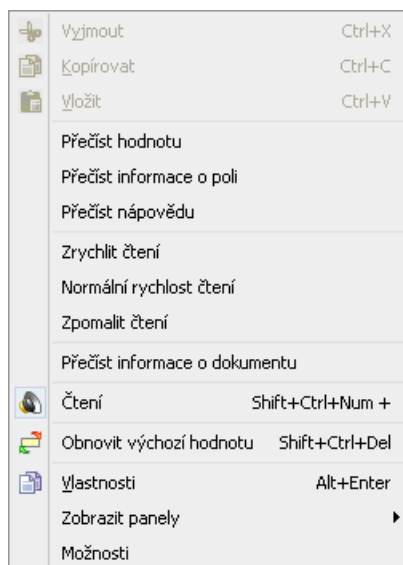 Vyjmout Ctrl+X
Kopírovat Ctrl+C
Vložit Ctrl+V
Přečíst hodnotu
Přečíst informace o poli
Přečíst nápovědu
Zrychlit čtení
Normální rychlost čtení
Zpomalit čtení
Přečíst informace o dokumentu
Čtení Shift+Ctrl+Num +
Obnovit výchozí hodnotu Shift+Ctrl+Del
Vlastnosti Alt+Enter
Zobrazit panely
Možnosti